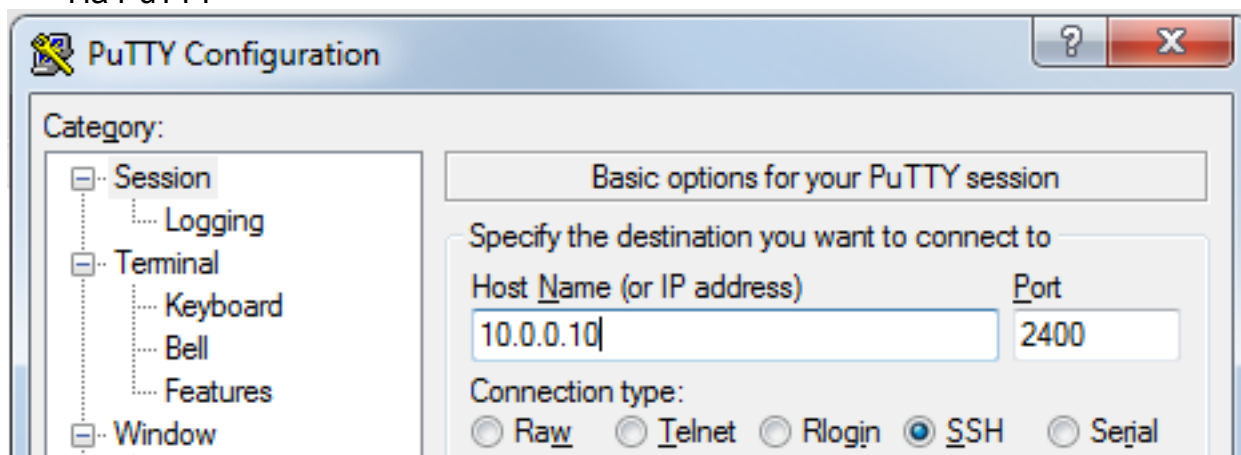 PuTTY Configuration
Category:
Session
Logging
Terminal
Keyboard
Bell
Features
Window
Basic options for your PuTTY session
Specify the destination you want to connect to
Host Name (or IP address) Port
10.0.0.10 2400
Connection type:
Raw Telnet Rlogin SSH Serial